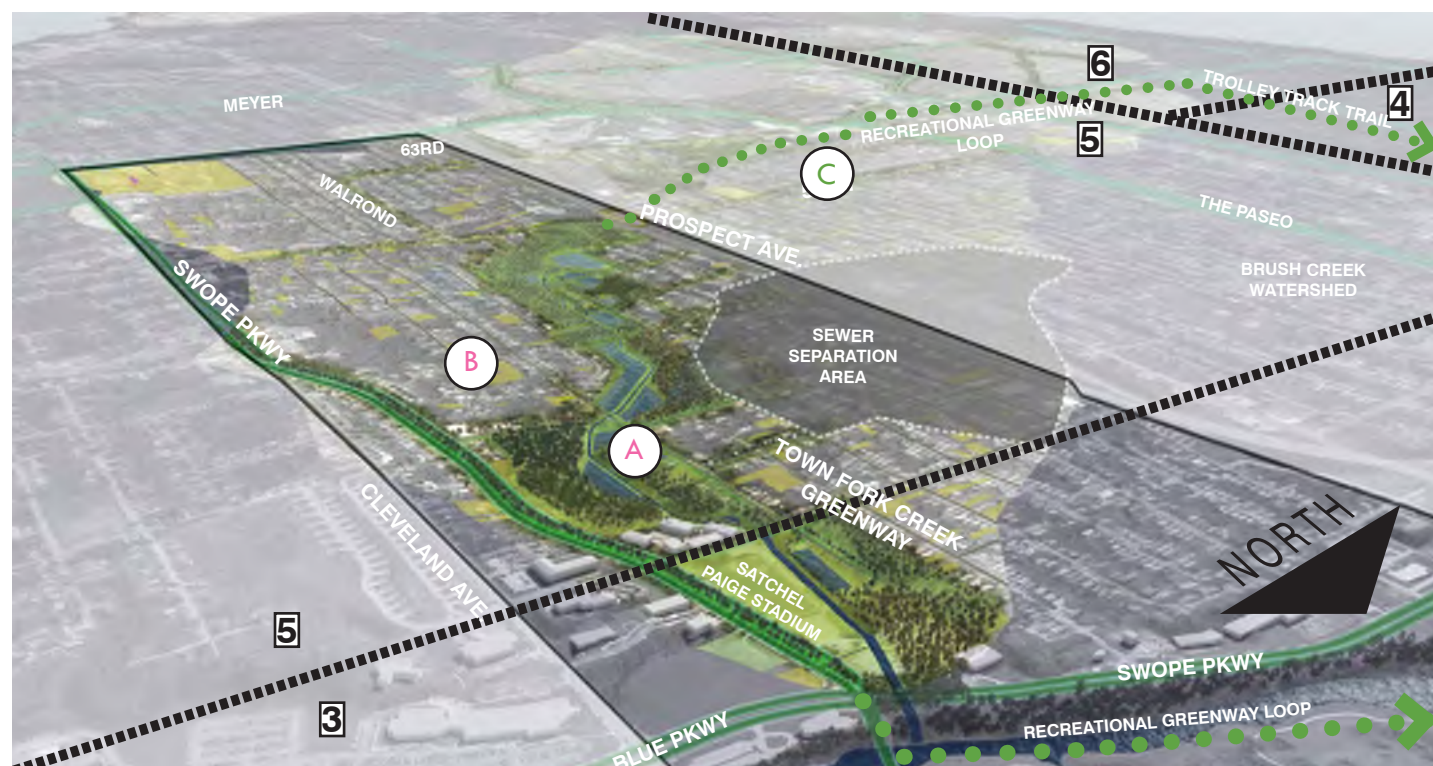 6
TROLLEY TRACK TRAIL
4
MEYER
RECREATIONAL GREENWAY
LOOP
5
63RD
C
WALROND
PROSPECT AVE.
THE PASEO
BRUSH CREEK
WATERSHED
SWOPE PKWY
SEWER
SEPARATION
AREA
B
A
TOWN FORK CREEK
GREENWAY
CLEVELAND AVE
NORTH
SATCHEL
PAIGE STADIUM
5
3
SWOPE PKWY
BLUE PKWY
RECREATIONAL GREENWAY LOOP